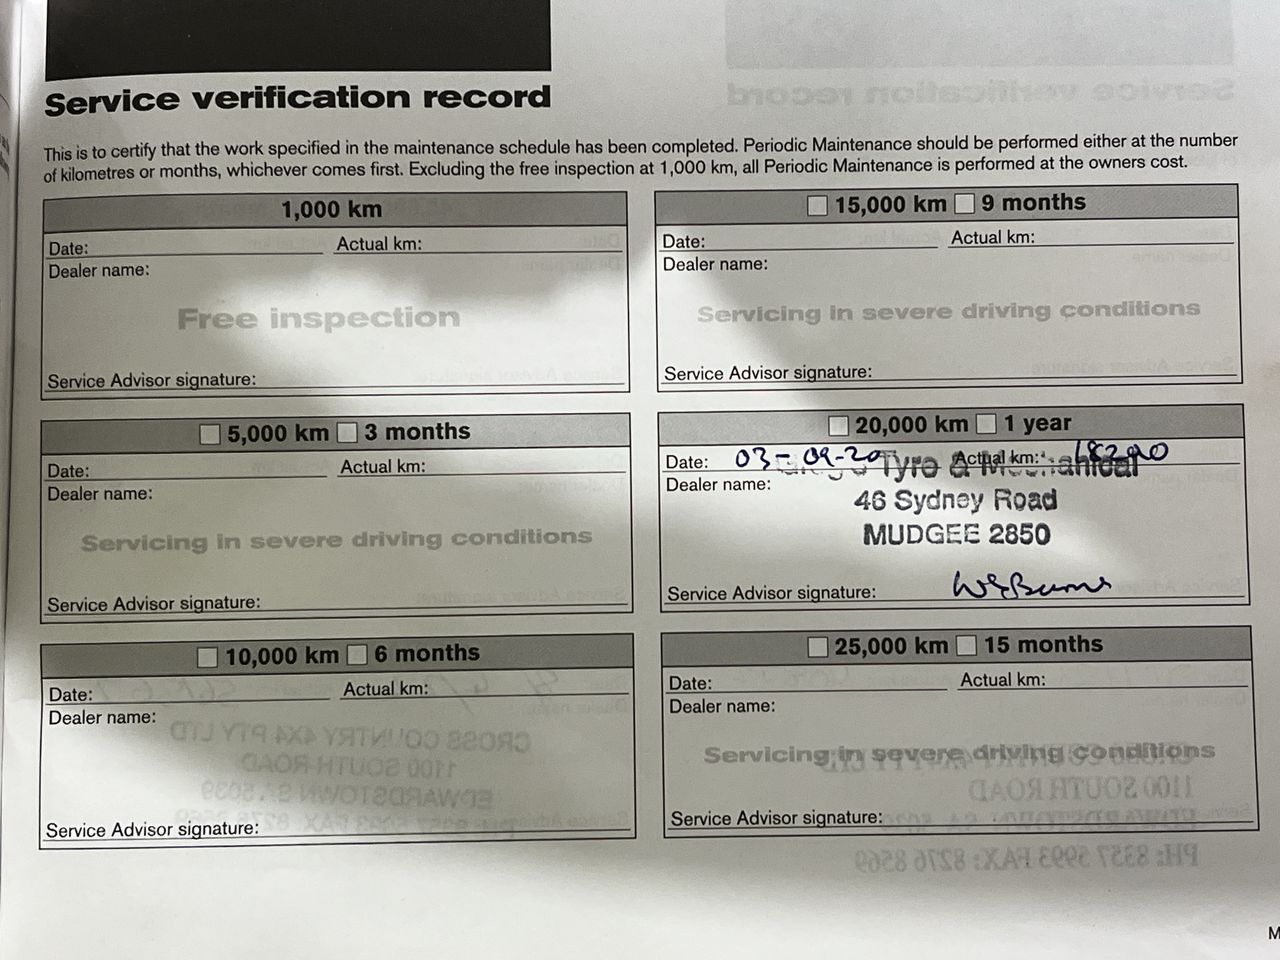 Service verification record
This is to certify that the work specified in the maintenance schedule has been completed. Periodic Maintenance should be performed either at the number
of kilometres or months, whichever comes first. Excluding the free inspection at 1,000 km, all Periodic Maintenance is performed at the owners cost.
1,000 km
Date: Actual km:
Dealer name:
Free inspection
Service Advisor signature:
5,000 km 3 months
Date: Actual km:
Dealer name:
Servicing in severe driving conditions
Service Advisor signature:
10,000 km 6 months
Date: Actual km:
Dealer name:
Service Advisor signature:
15,000 km 9 months
Date: Actual km:
Dealer name:
Servicing in severe driving conditions
Service Advisor signature:
20,000 km 1 year
Date: 03-09-20 Actual km:
Tyre & Mechanical
Dealer name:
46 Sydney Road
MUDGEE 2850
Service Advisor signature:
25,000 km 15 months
Date: Actual km:
Dealer name:
Servicing in severe driving conditions
Service Advisor signature:
M